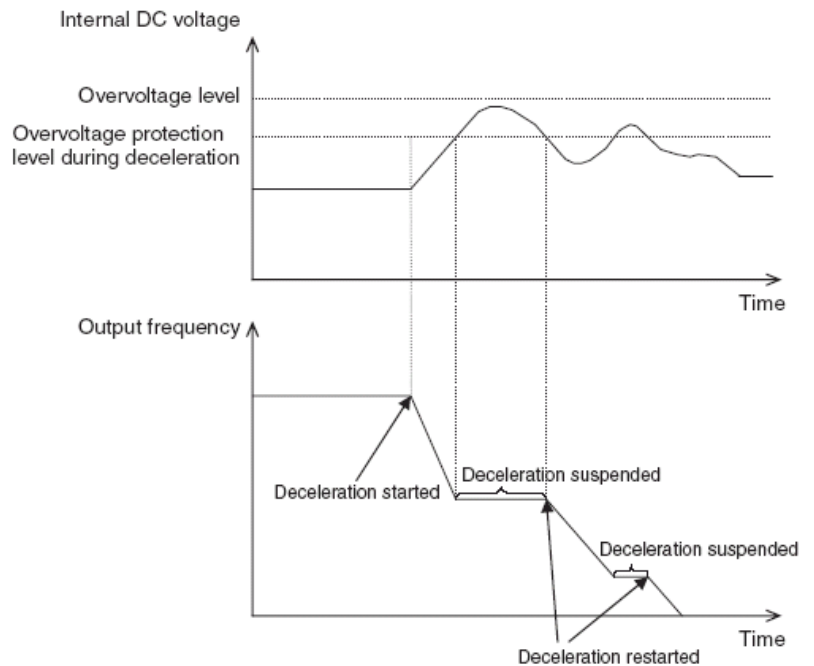 Internal DC voltage
Overvoltage level
Overvoltage protection
level during deceleration
Time
Output frequency
Deceleration suspended
Deceleration started
Deceleration suspended
Time
Deceleration restarted